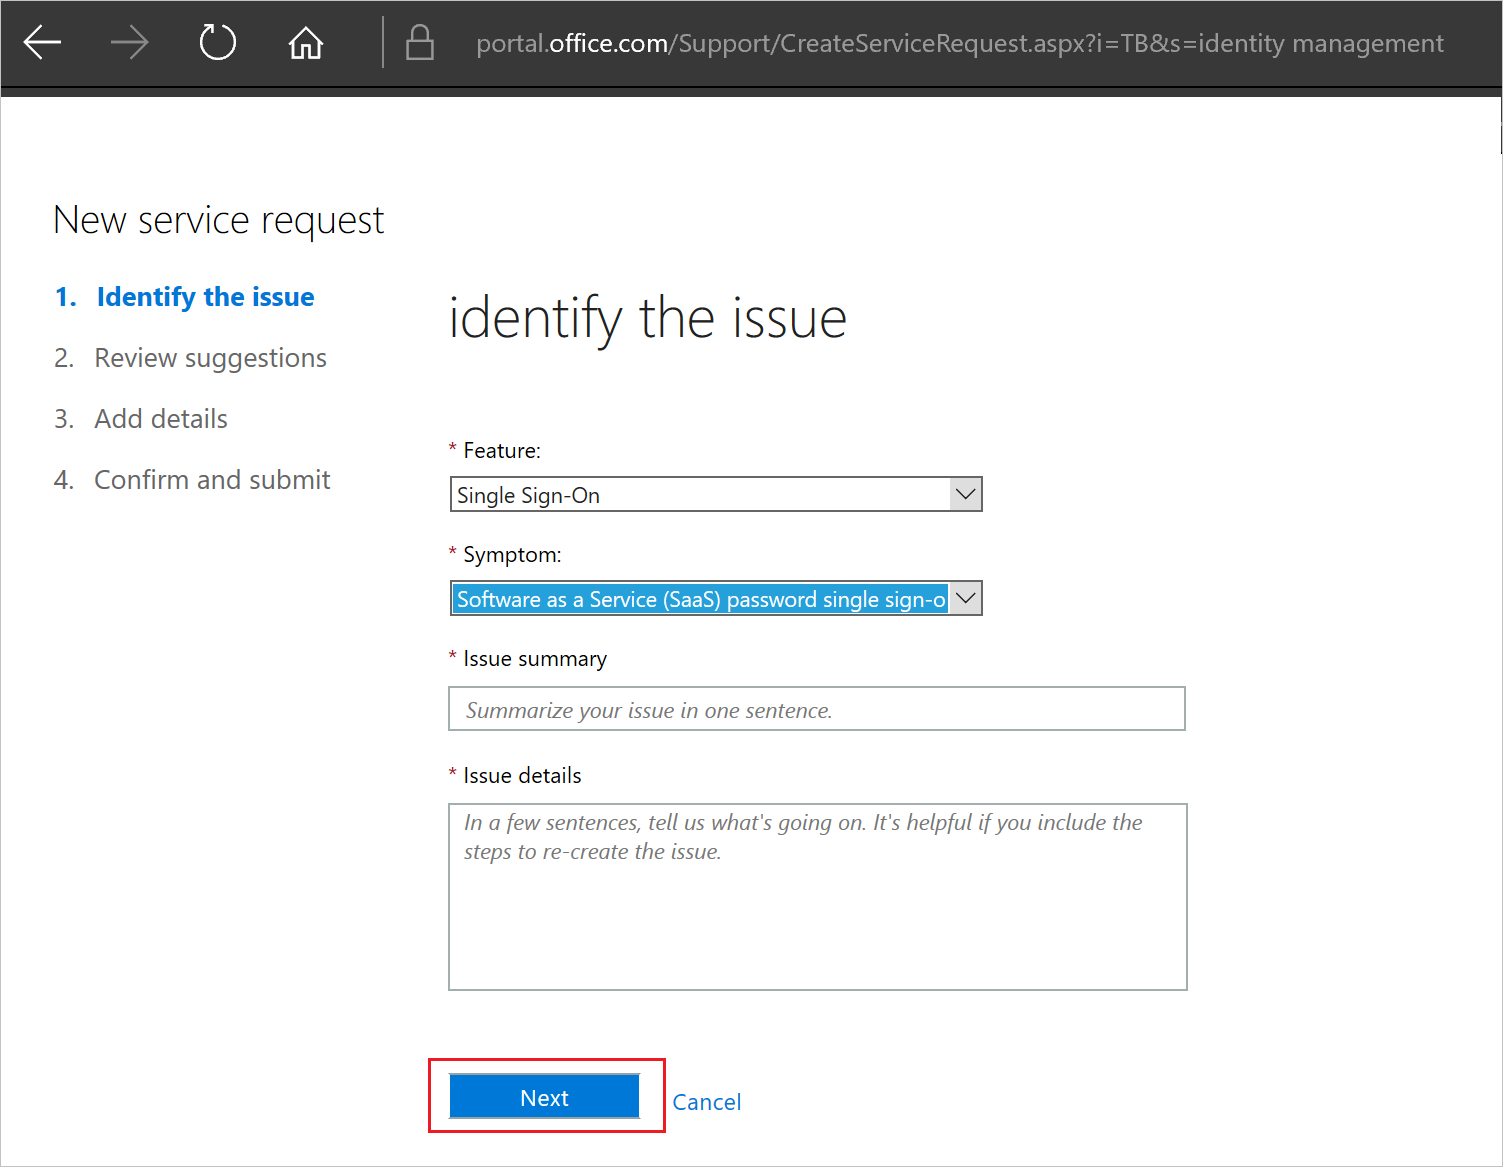 portal.office.com/Support/CreateServiceRequest.aspx?i=TB&s=identity management
New service request
1. Identify the issue
2. Review suggestions
3. Add details
4. Confirm and submit
identify the issue
* Feature:
Single Sign-On
* Symptom:
Software as a Service (SaaS) password single sign-o
* Issue summary
Summarize your issue in one sentence.
* Issue details
In a few sentences, tell us what's going on. It's helpful if you include the
steps to re-create the issue.
Next
Cancel